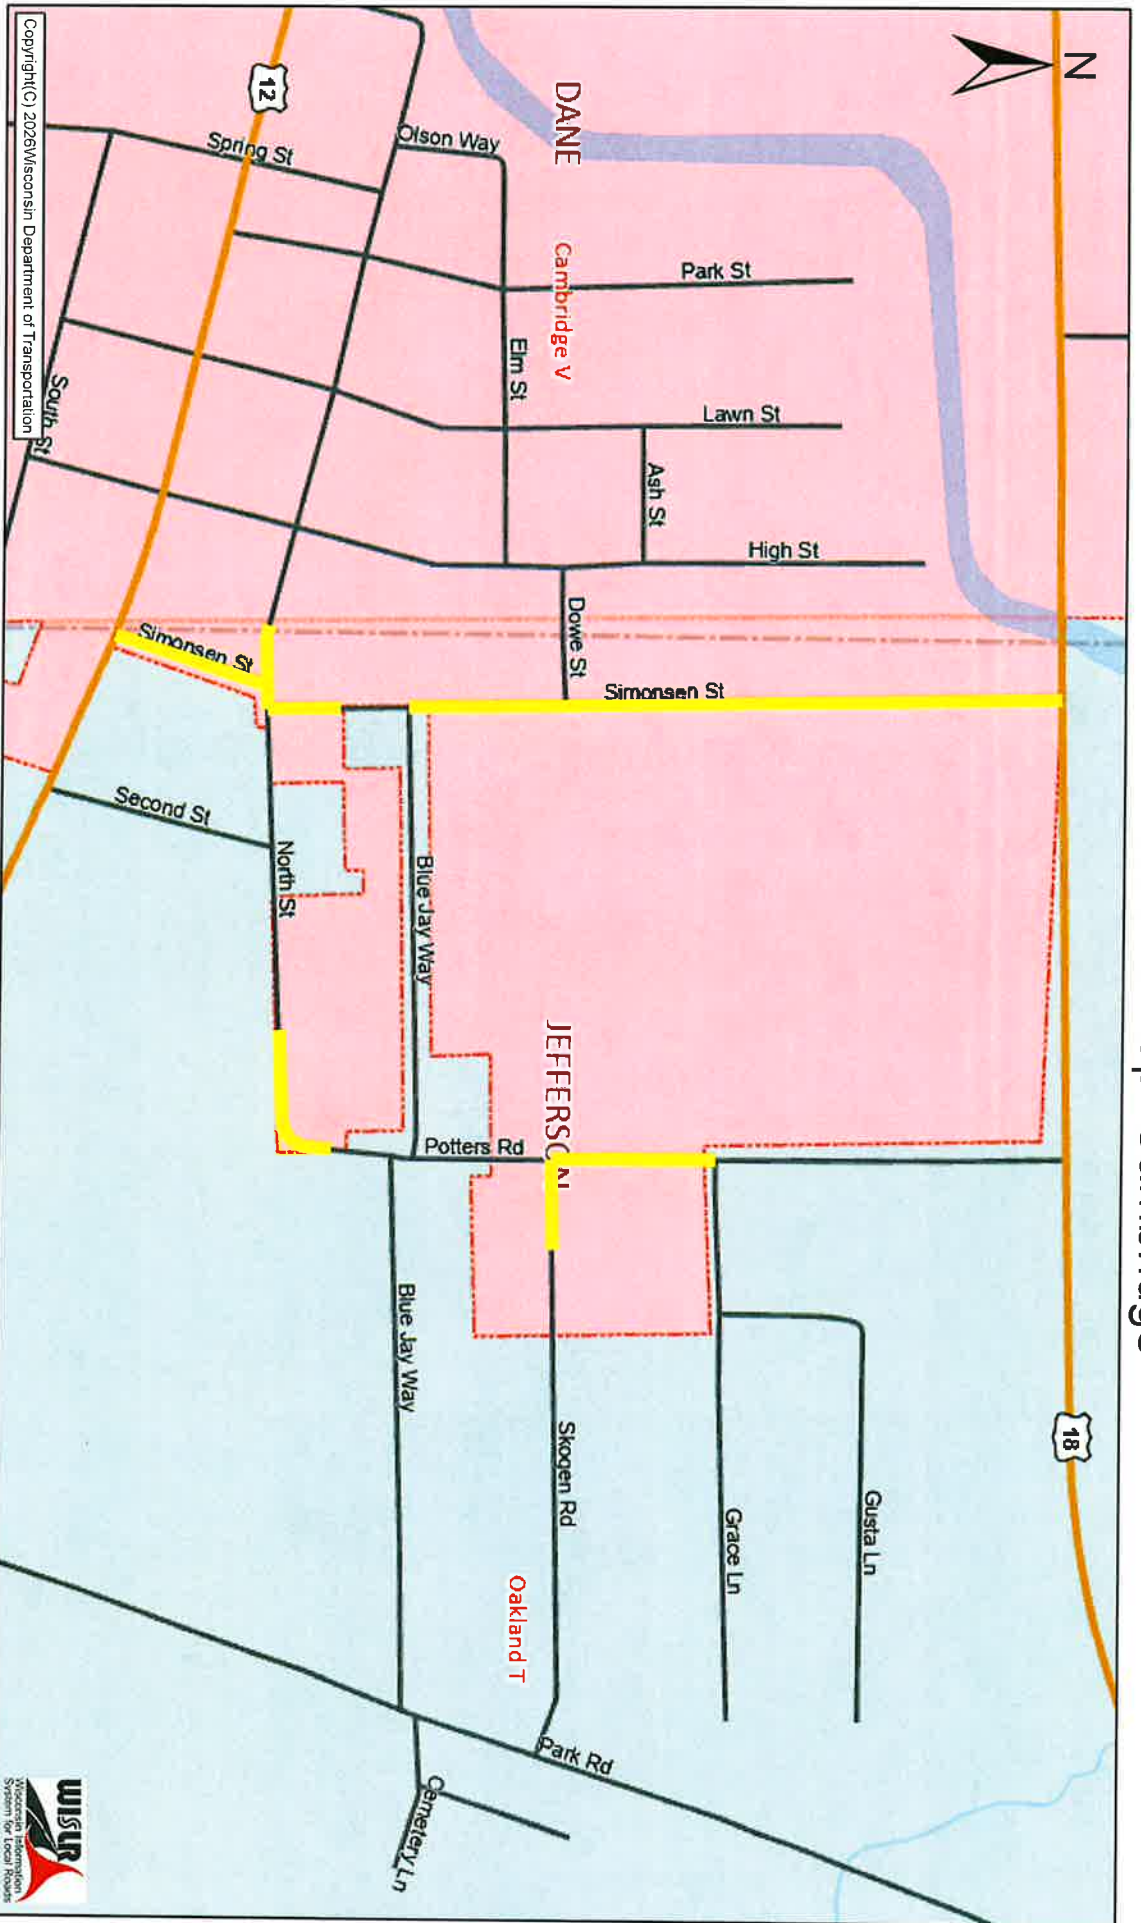 N
18
DANE
Cambridge V
JEFFERSON
Oakland T
12
Spring St
Olson Way
Park St
Elm St
Lawn St
Ash St
High St
Dowe St
South St
Simonsen St
Simonsen St
Second St
North St
Blue Jay Way
Potters Rd
Blue Jay Way
Skogen Rd
Grace Ln
Gusta Ln
Park Rd
Cemetery Ln
Copyright(C) 2026Wisconsin Department of Transportation
WISLR
Wisconsin Information
System for Local Roads